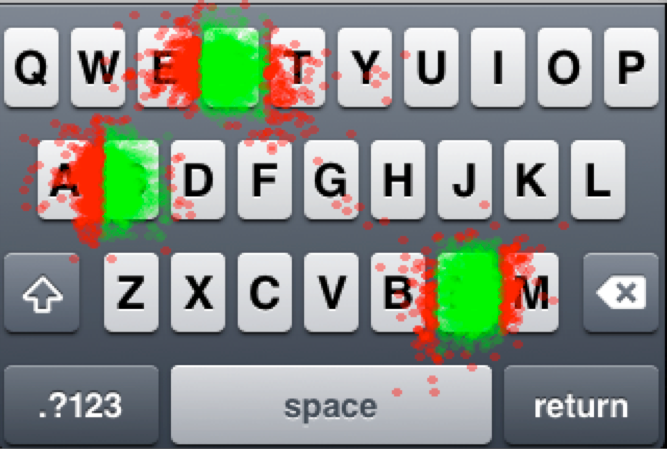 Q W E T Y U I O P
A D F G H J K L
Z X C V B M
.?123 space return